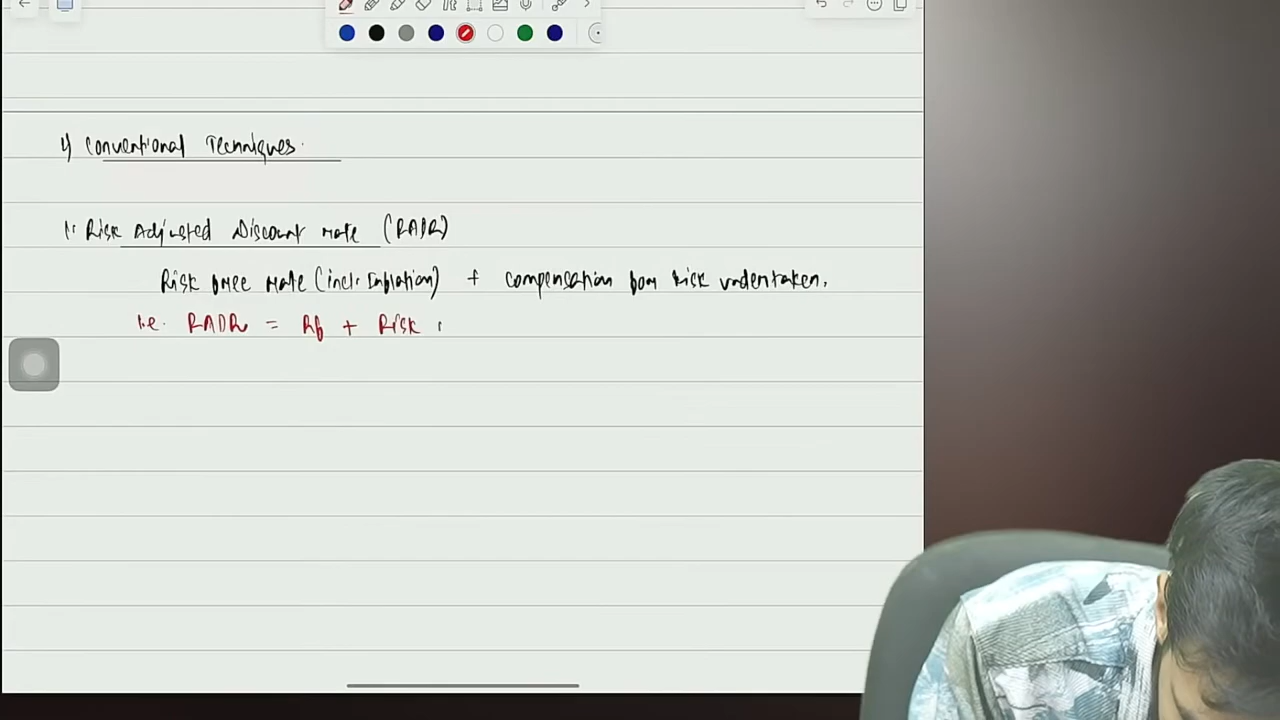 1) Conventional Techniques.
1. Risk Adjusted Discount Rate (RADR)
Risk free Rate (incl. Inflation) + compensation for risk undertaken.
i.e. RADR = Rf + Risk